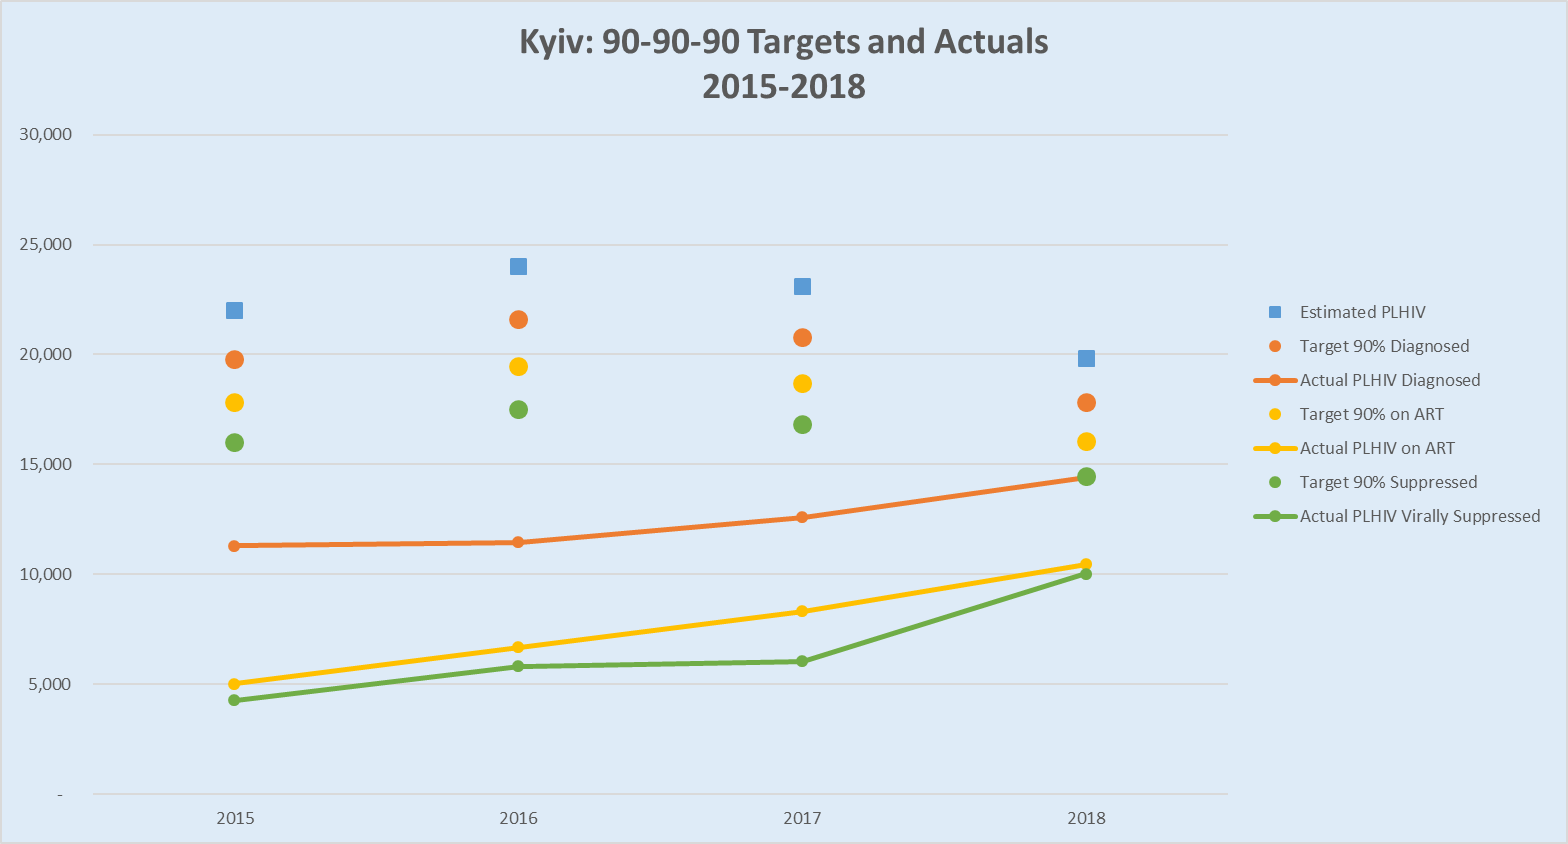 Kyiv: 90-90-90 Targets and Actuals
2015-2018
30,000
25,000
20,000
15,000
10,000
5,000
-
2015
2016
2017
2018
Estimated PLHIV
Target 90% Diagnosed
Actual PLHIV Diagnosed
Target 90% on ART
Actual PLHIV on ART
Target 90% Suppressed
Actual PLHIV Virally Suppressed